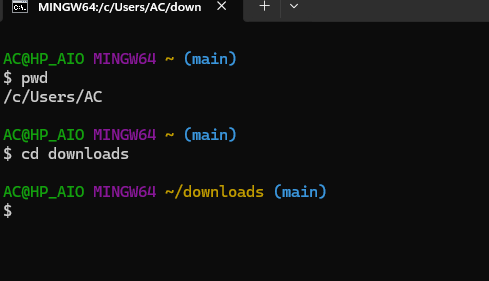 MINGW64:/c/Users/AC/down
AC@HP_AIO MINGW64 ~ (main)
$ pwd
/c/Users/AC
AC@HP_AIO MINGW64 ~ (main)
$ cd downloads
AC@HP_AIO MINGW64 ~/downloads (main)
$